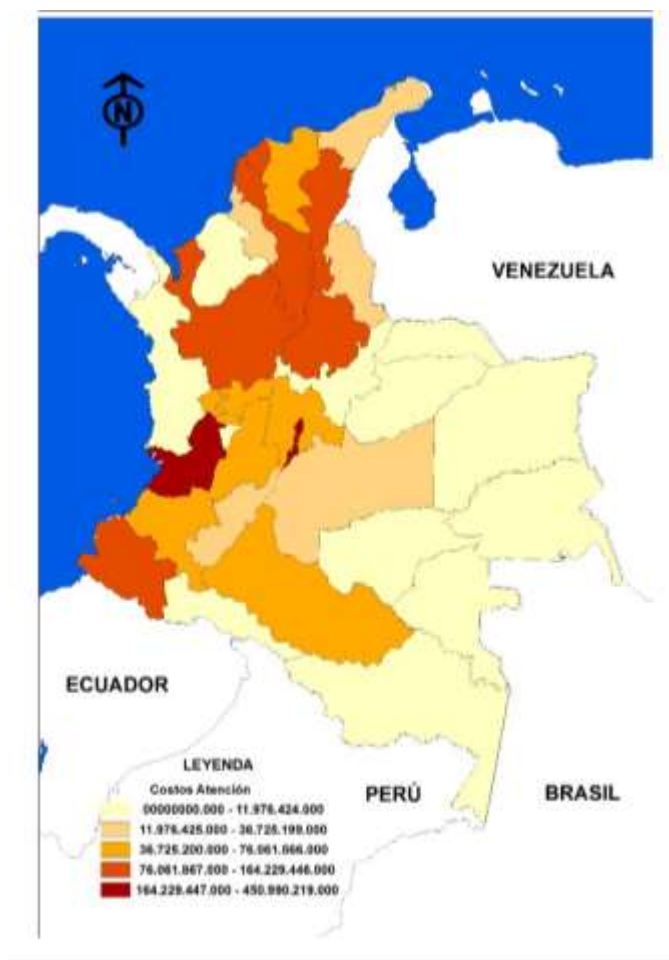 N
VENEZUELA
ECUADOR
PERÚ
BRASIL
LEYENDA
Costos Atención
00000000.000 - 11.976.424.000
11.976.425.000 - 36.725.199.000
36.725.200.000 - 76.061.666.000
76.061.667.000 - 164.229.446.000
164.229.447.000 - 450.990.219.000